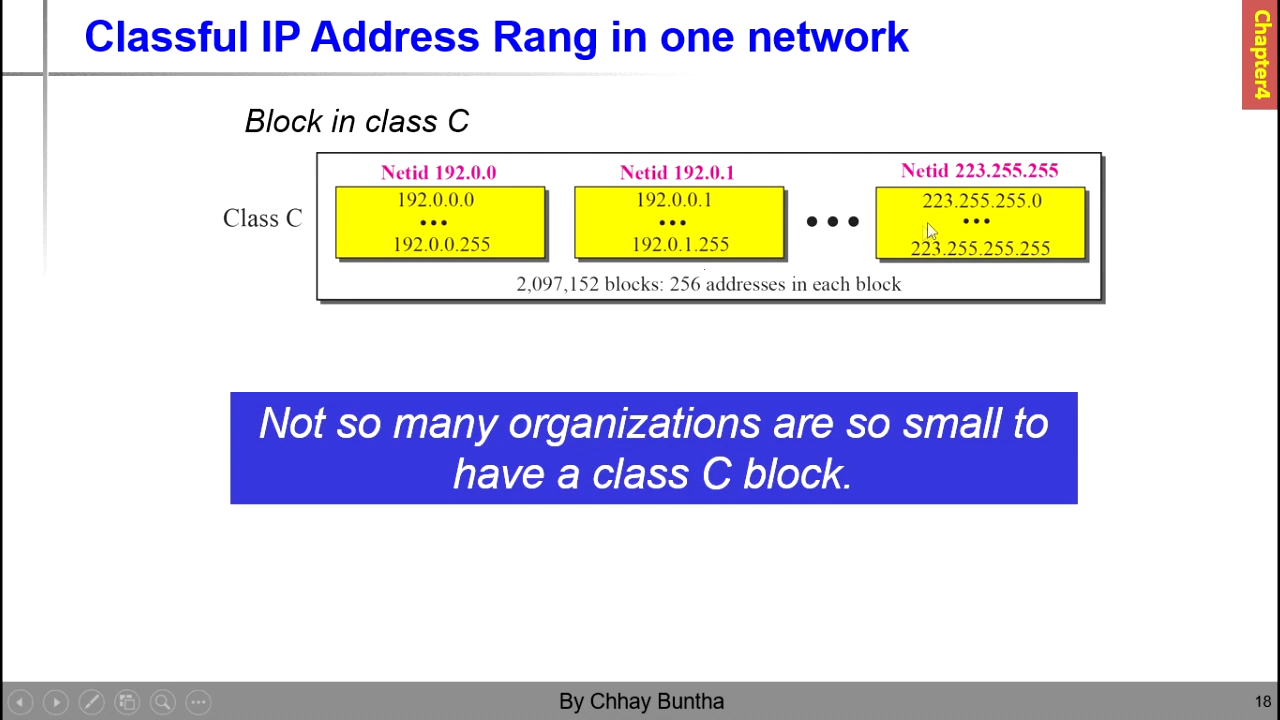 Classful IP Address Rang in one network
Chapter4
Block in class C
Netid 192.0.0
Netid 192.0.1
Netid 223.255.255
Class C
192.0.0.0
•••
192.0.0.255
192.0.0.1
•••
192.0.1.255
•••
223.255.255.0
•••
223.255.255.255
2,097,152 blocks: 256 addresses in each block
Not so many organizations are so small to
have a class C block.
By Chhay Buntha
18